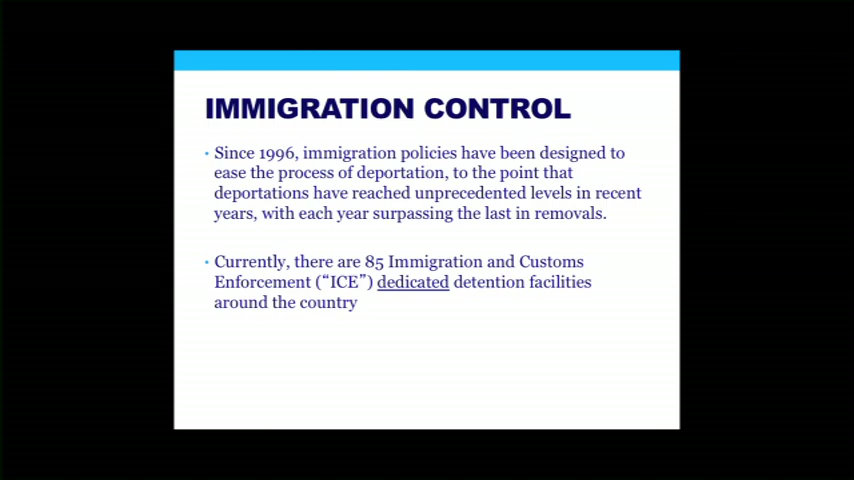 IMMIGRATION CONTROL
• Since 1996, immigration policies have been designed to
ease the process of deportation, to the point that
deportations have reached unprecedented levels in recent
years, with each year surpassing the last in removals.
• Currently, there are 85 Immigration and Customs
Enforcement (“ICE”) dedicated detention facilities
around the country